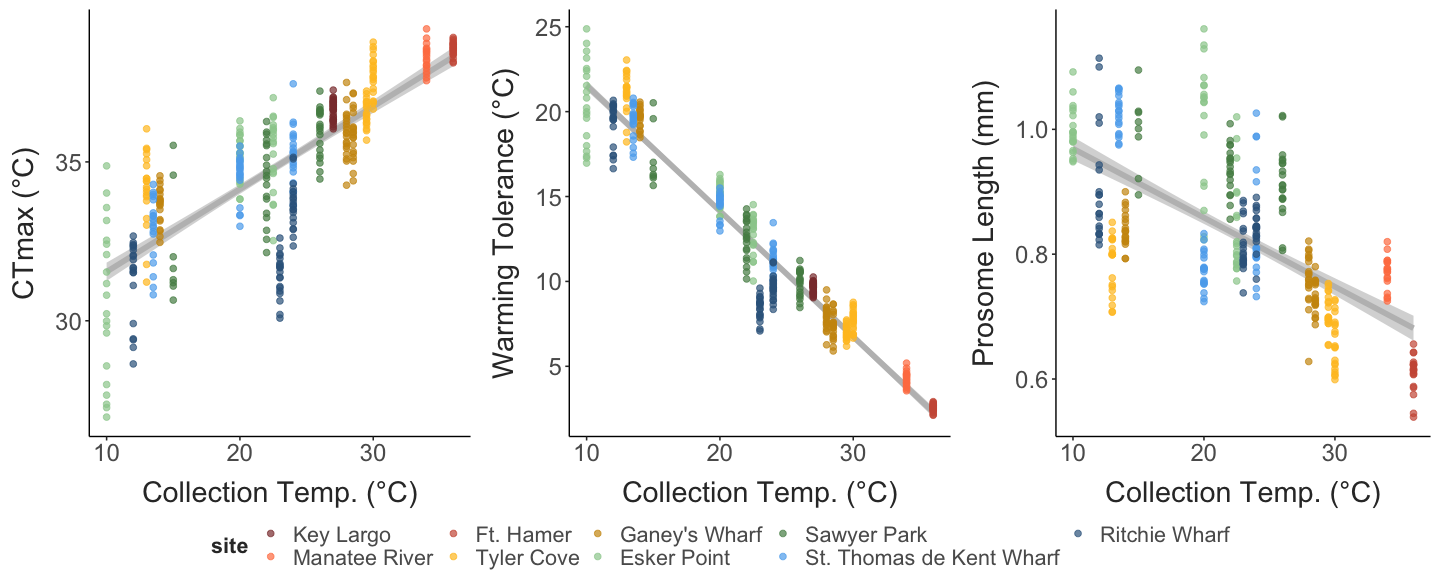 CTmax (°C)
35
30
10 20 30
Collection Temp. (°C)
Warming Tolerance (°C)
25
20
15
10
5
10 20 30
Collection Temp. (°C)
Prosome Length (mm)
1.0
0.8
0.6
10 20 30
Collection Temp. (°C)
site
Key Largo Ft. Hamer Ganey's Wharf Sawyer Park Ritchie Wharf
Manatee River Tyler Cove Esker Point St. Thomas de Kent Wharf